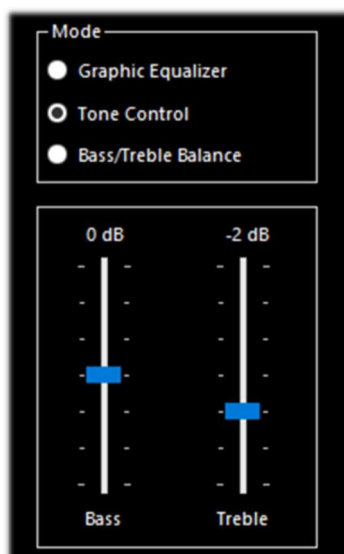 Mode
Graphic Equalizer
Tone Control
Bass/Treble Balance
0 dB -2 dB
Bass Treble